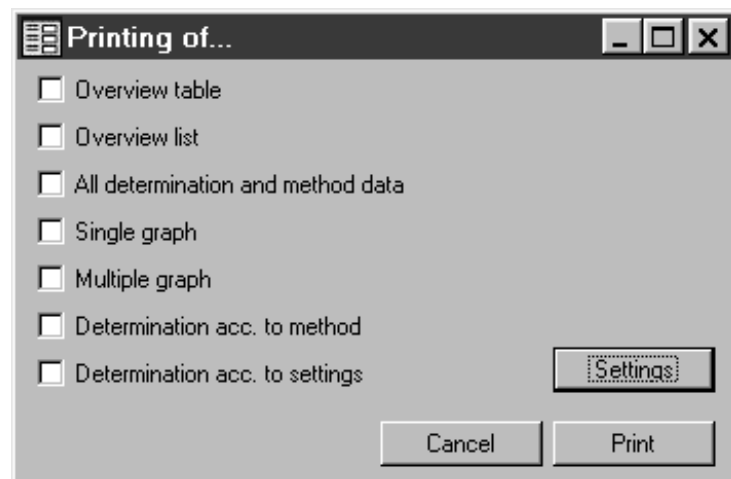 Printing of...
Overview table
Overview list
All determination and method data
Single graph
Multiple graph
Determination acc. to method
Determination acc. to settings
Settings
Cancel
Print